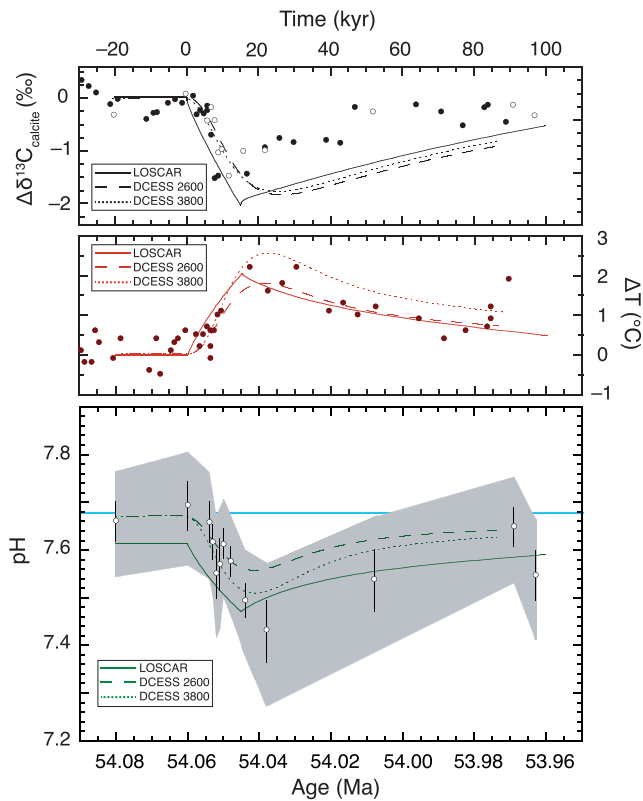 Time (kyr)
−20 0 20 40 60 80 100
Δδ¹³C calcite (‰)
0
−1
−2
LOSCAR
DCESS 2600
DCESS 3800
LOSCAR
DCESS 2600
DCESS 3800
3
2
1
0
−1
ΔT (°C)
pH
7.8
7.6
7.4
7.2
LOSCAR
DCESS 2600
DCESS 3800
54.08 54.06 54.04 54.02 54.00 53.98 53.96
Age (Ma)